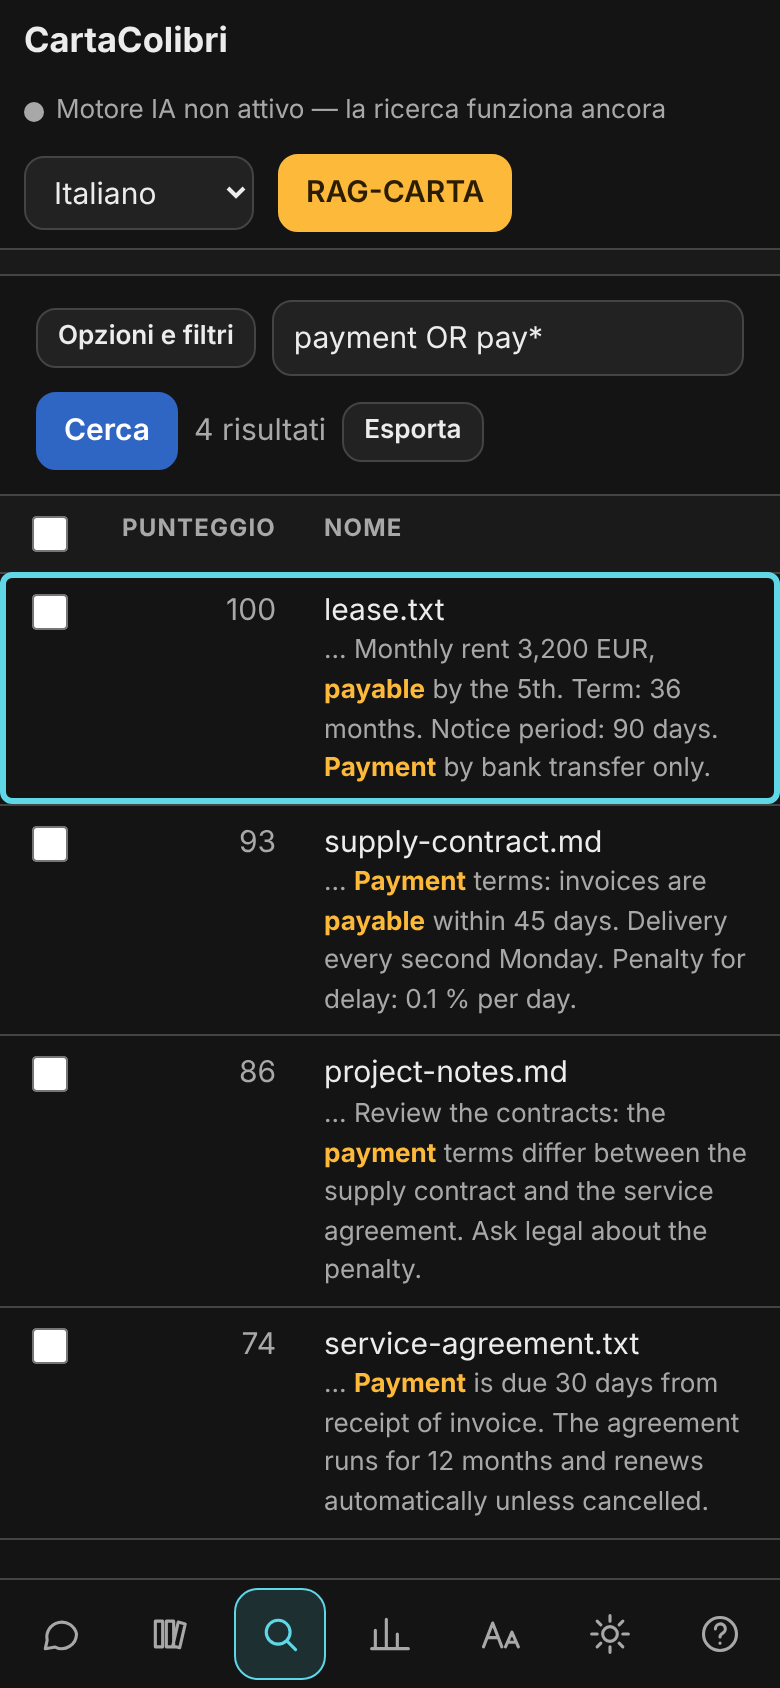 CartaColibri
Motore IA non attivo — la ricerca funziona ancora
Italiano
RAG-CARTA
Opzioni e filtri
payment OR pay*
Cerca
4 risultati
Esporta
PUNTEGGIO NOME
100 lease.txt
... Monthly rent 3,200 EUR,
payable by the 5th. Term: 36
months. Notice period: 90 days.
Payment by bank transfer only.
93 supply-contract.md
... Payment terms: invoices are
payable within 45 days. Delivery
every second Monday. Penalty for
delay: 0.1 % per day.
86 project-notes.md
... Review the contracts: the
payment terms differ between the
supply contract and the service
agreement. Ask legal about the
penalty.
74 service-agreement.txt
... Payment is due 30 days from
receipt of invoice. The agreement
runs for 12 months and renews
automatically unless cancelled.
AA